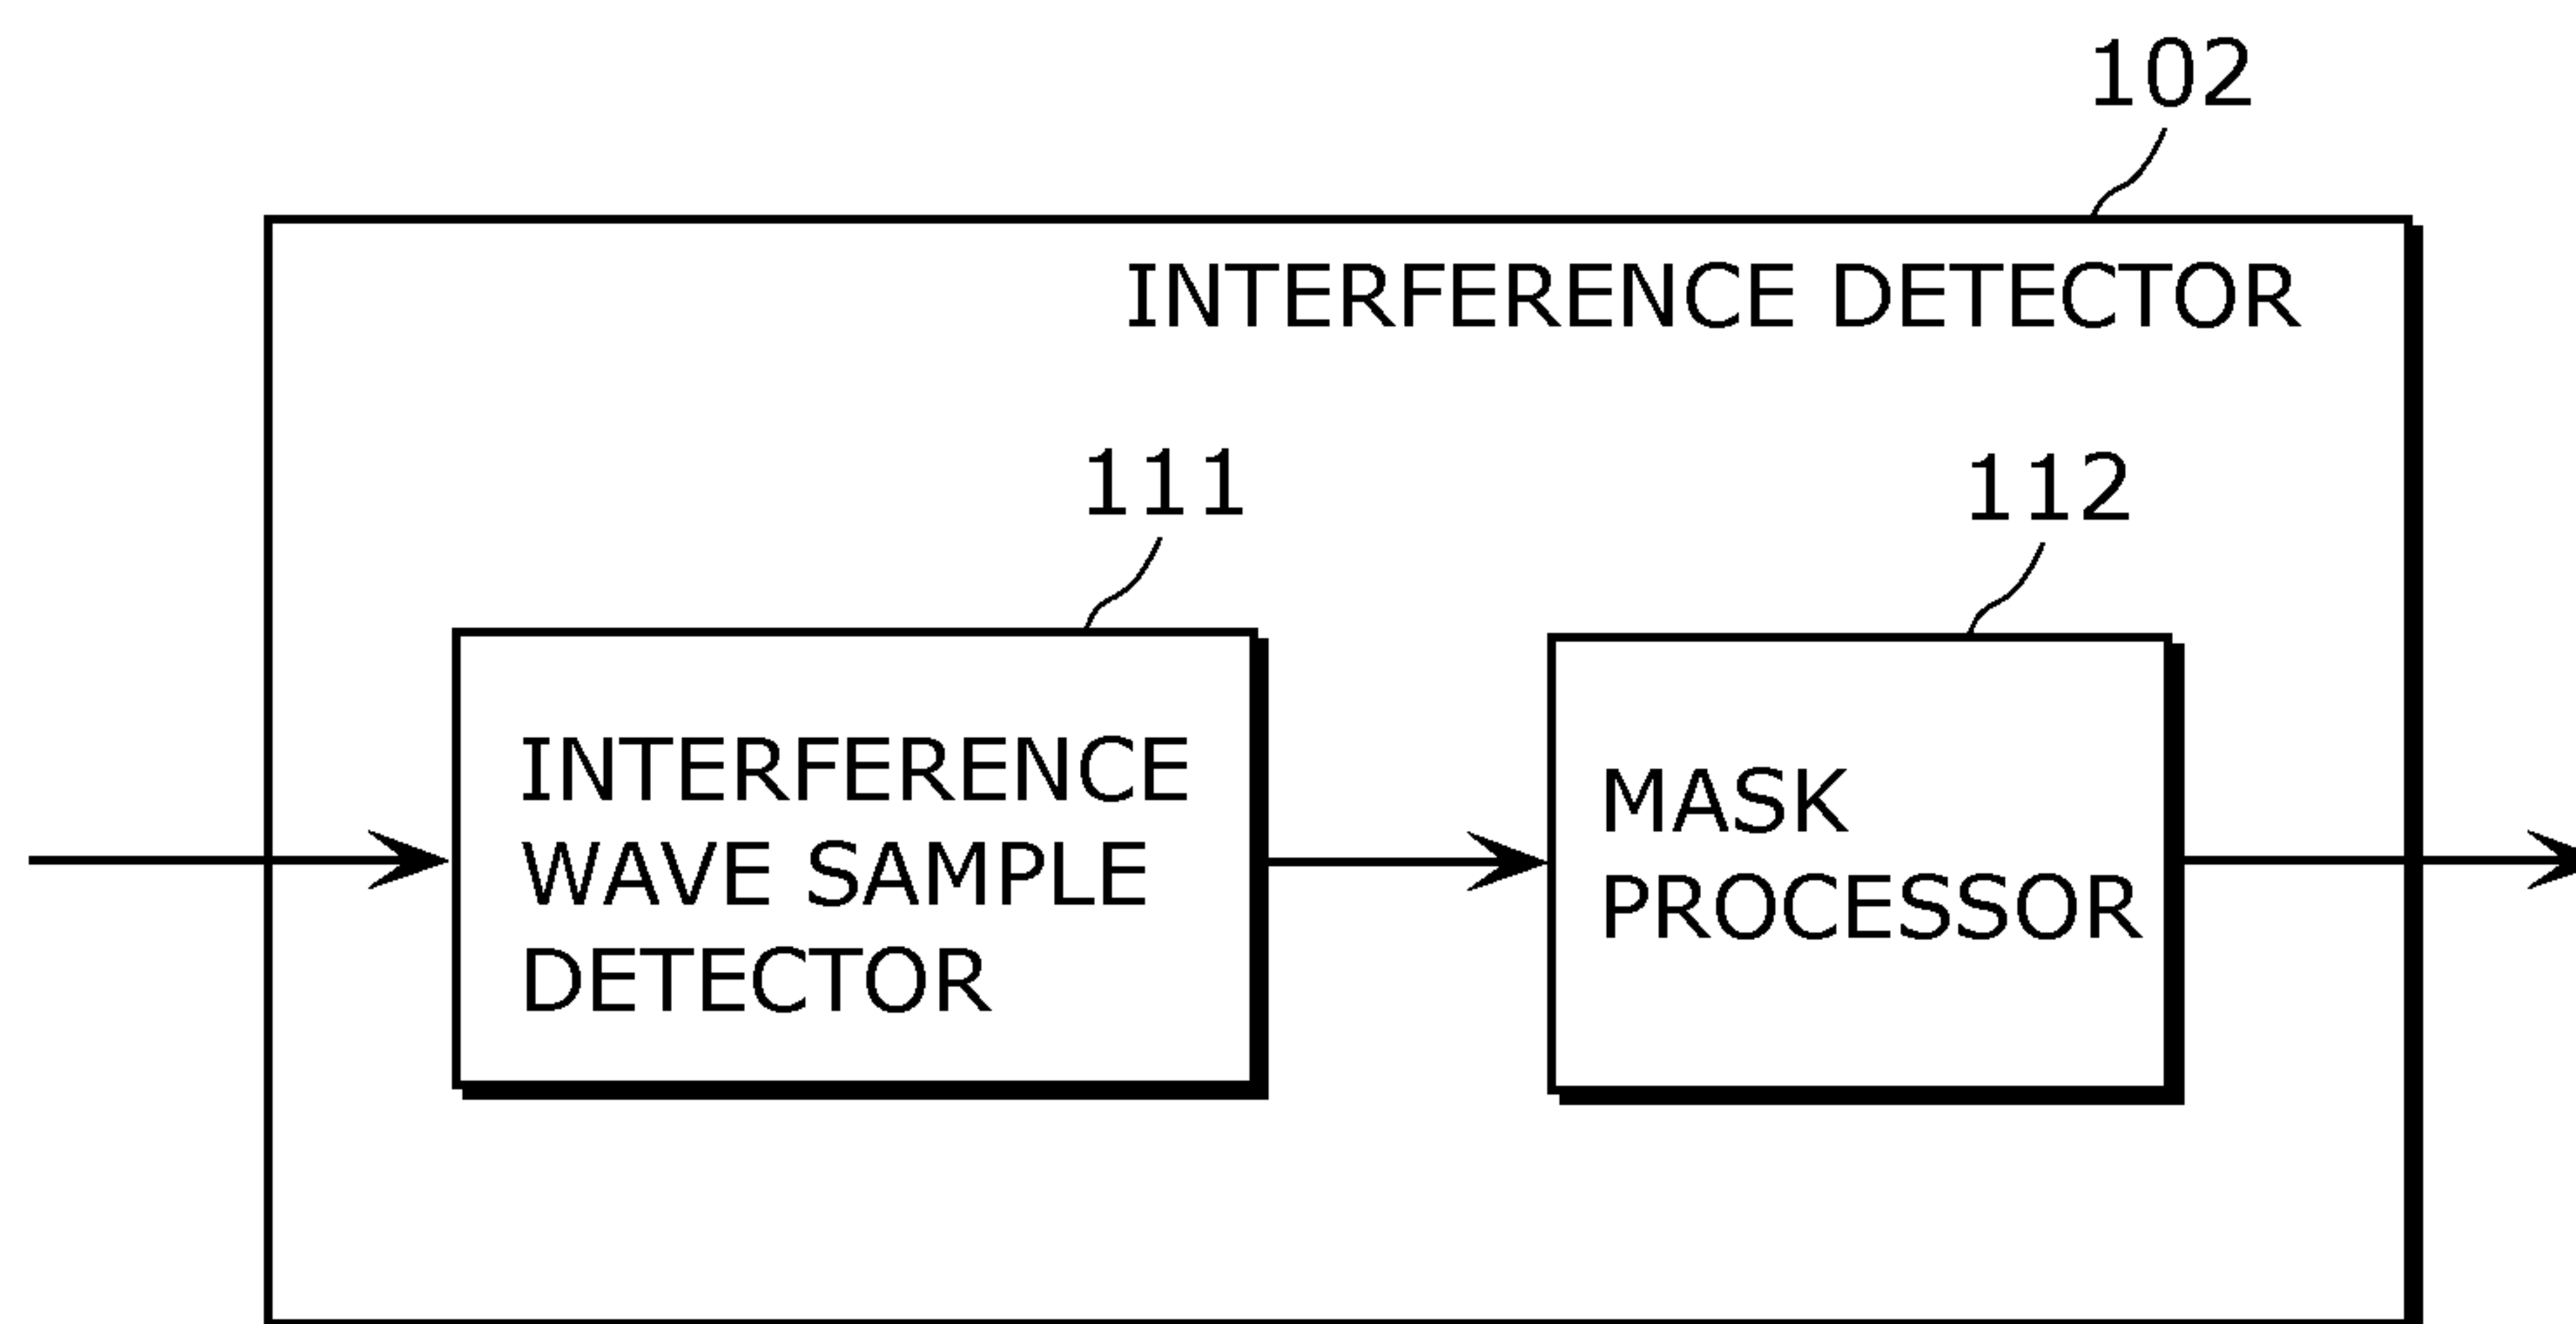 102
INTERFERENCE DETECTOR
111
112
INTERFERENCE
WAVE SAMPLE
DETECTOR
MASK
PROCESSOR